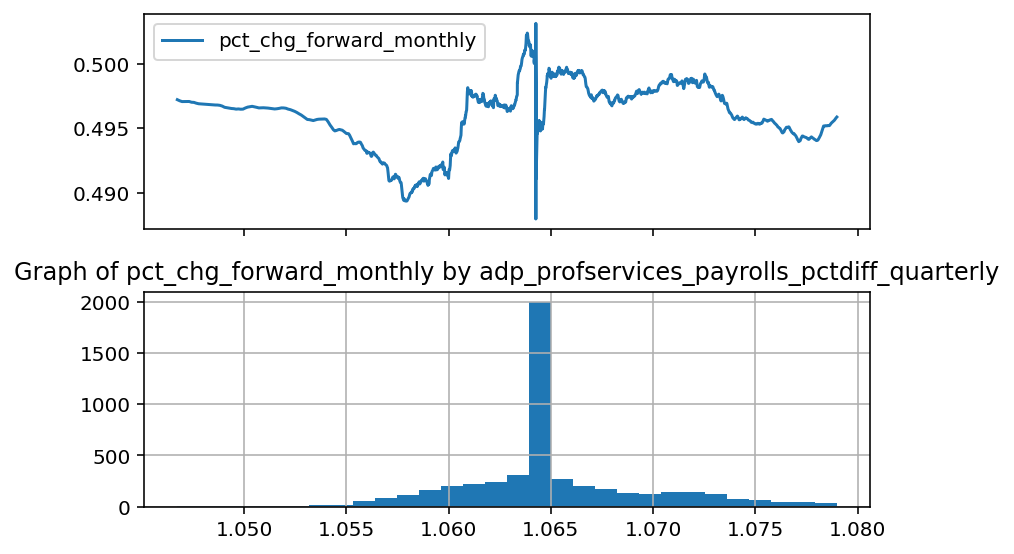 pct_chg_forward_monthly
0.500
0.495
0.490
Graph of pct_chg_forward_monthly by adp_profservices_payrolls_pctdiff_quarterly
2000
1500
1000
500
0
1.050 1.055 1.060 1.065 1.070 1.075 1.080